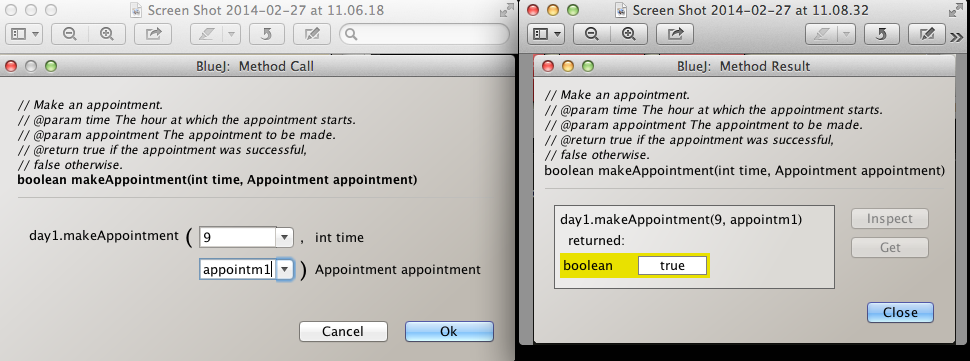 Screen Shot 2014-02-27 at 11.06.18
BlueJ: Method Call
// Make an appointment.
// @param time The hour at which the appointment starts.
// @param appointment The appointment to be made.
// @return true if the appointment was successful,
// false otherwise.
boolean makeAppointment(int time, Appointment appointment)
day1.makeAppointment ( 9 , int time
appointm1 ) Appointment appointment
Cancel Ok
Screen Shot 2014-02-27 at 11.08.32
BlueJ: Method Result
// Make an appointment.
// @param time The hour at which the appointment starts.
// @param appointment The appointment to be made.
// @return true if the appointment was successful,
// false otherwise.
boolean makeAppointment(int time, Appointment appointment)
day1.makeAppointment(9, appointm1)
returned:
boolean true
Inspect
Get
Close